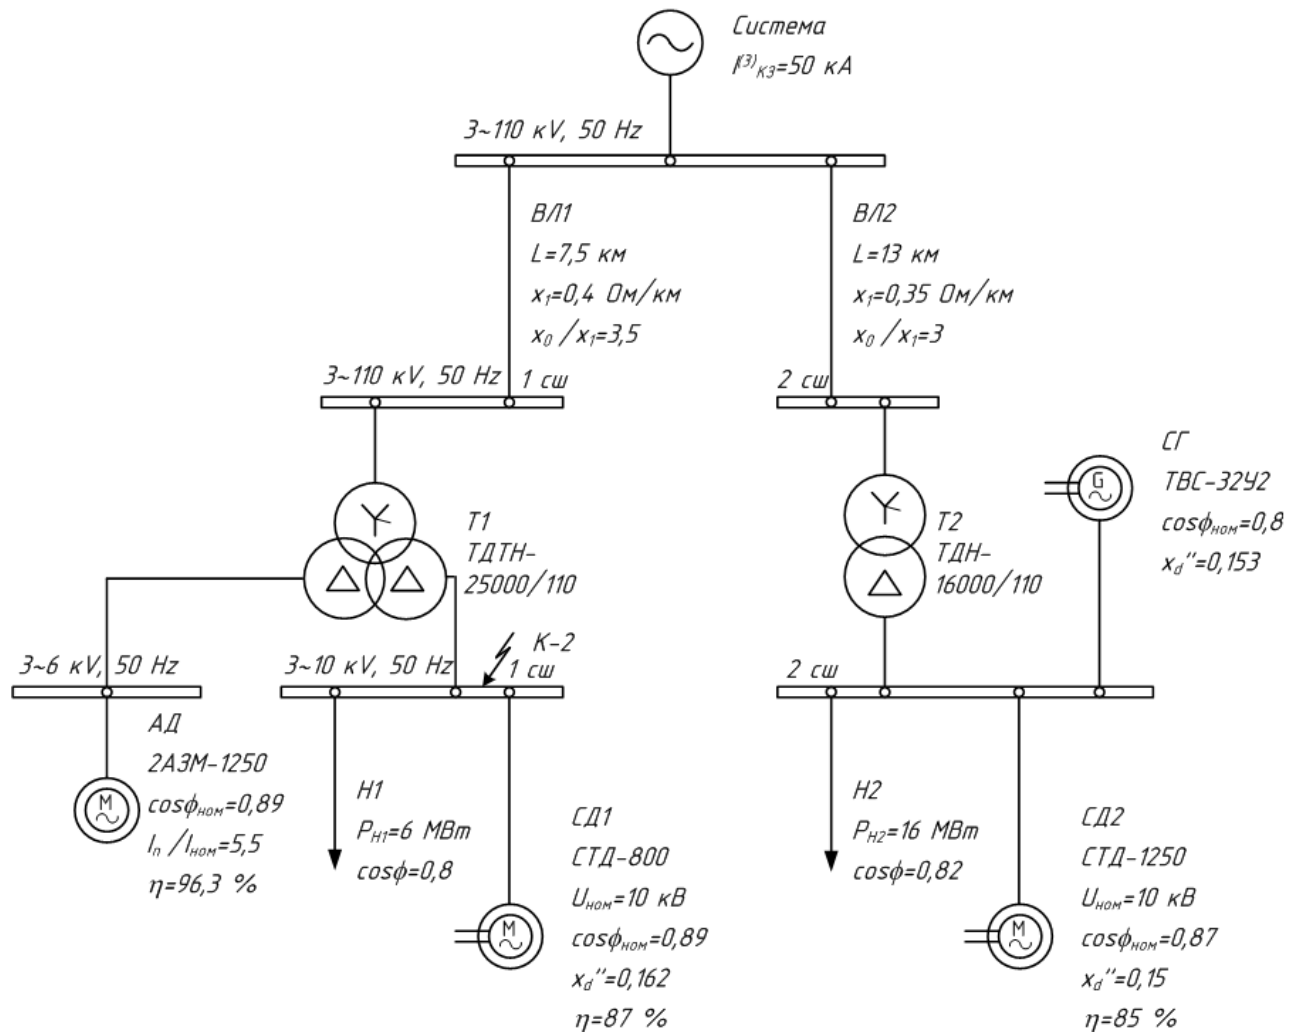 Система
I⁽³⁾КЗ=50 кА
3~110 кV, 50 Hz
ВЛ1
L=7,5 км
x₁=0,4 Ом/км
x₀/x₁=3,5
ВЛ2
L=13 км
x₁=0,35 Ом/км
x₀/x₁=3
3~110 кV, 50 Hz
1 сш
2 сш
Т1
ТДТН-
25000/110
Т2
ТДН-
16000/110
СГ
G
ТВС-32У2
cosφном=0,8
xd''=0,153
3~6 кV, 50 Hz
3~10 кV, 50 Hz
К-2
1 сш
2 сш
АД
2АЗМ-1250
M
cosφном=0,89
Iп/Iном=5,5
η=96,3 %
Н1
PН1=6 МВт
cosφ=0,8
СД1
СТД-800
Uном=10 кВ
M
cosφном=0,89
xd''=0,162
η=87 %
Н2
PН2=16 МВт
cosφ=0,82
СД2
СТД-1250
Uном=10 кВ
M
cosφном=0,87
xd''=0,15
η=85 %